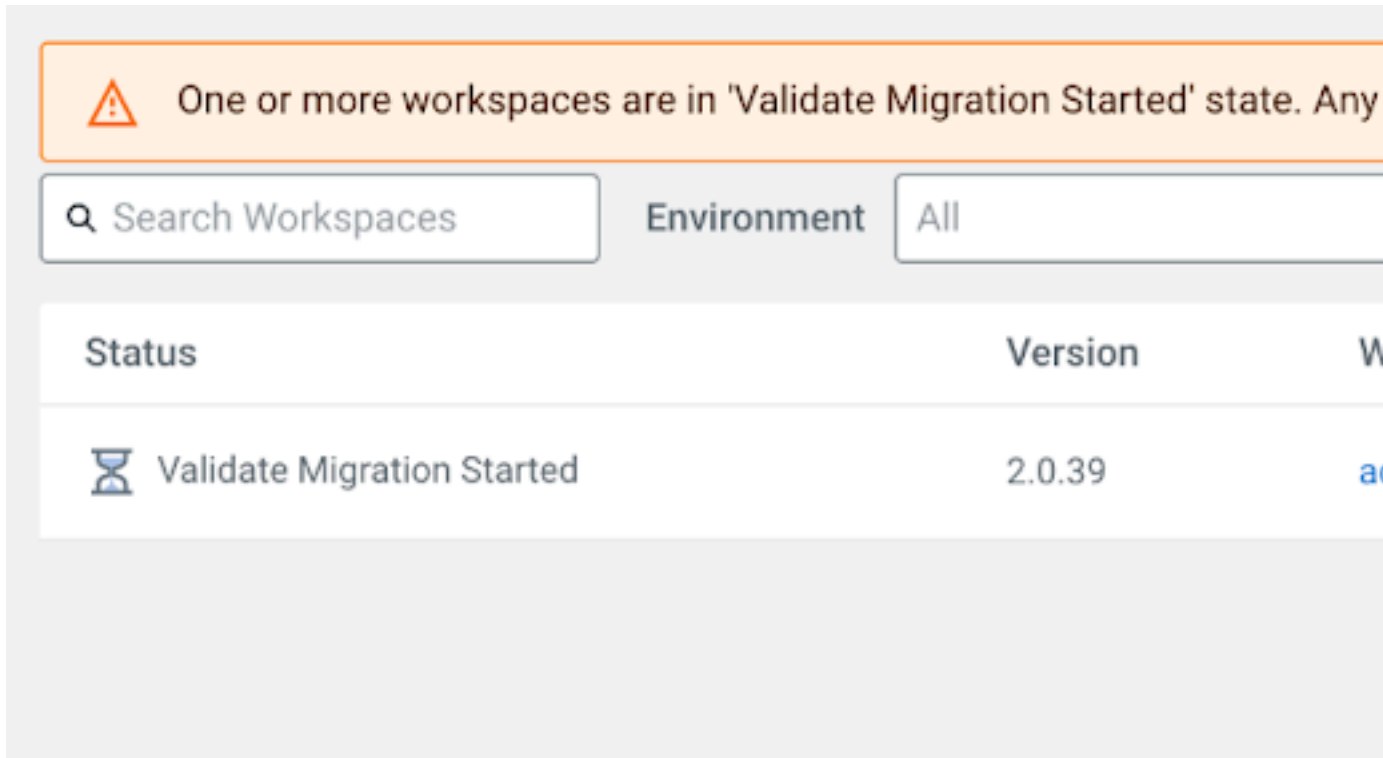 One or more workspaces are in 'Validate Migration Started' state. Any
Search Workspaces Environment All
Status Version
Validate Migration Started 2.0.39